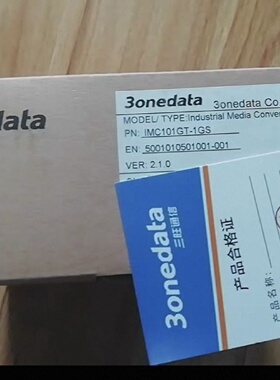 3onedata
3onedata Co
MODEL/ TYPE:Industrial Media Conver
PN: IMC101GT-1GS
EN: 5001010501001-001
VER: 2.1.0
data
3onedata
三旺通信
产品合格证